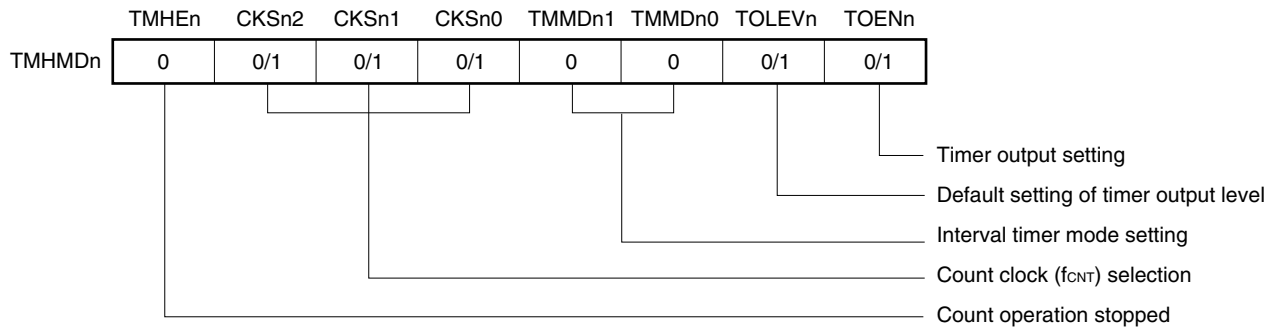 TMHEn CKSn2 CKSn1 CKSn0 TMMDn1 TMMDn0 TOLEVn TOENn
TMHMDn 0 0/1 0/1 0/1 0 0 0/1 0/1
Timer output setting
Default setting of timer output level
Interval timer mode setting
Count clock (fCNT) selection
Count operation stopped